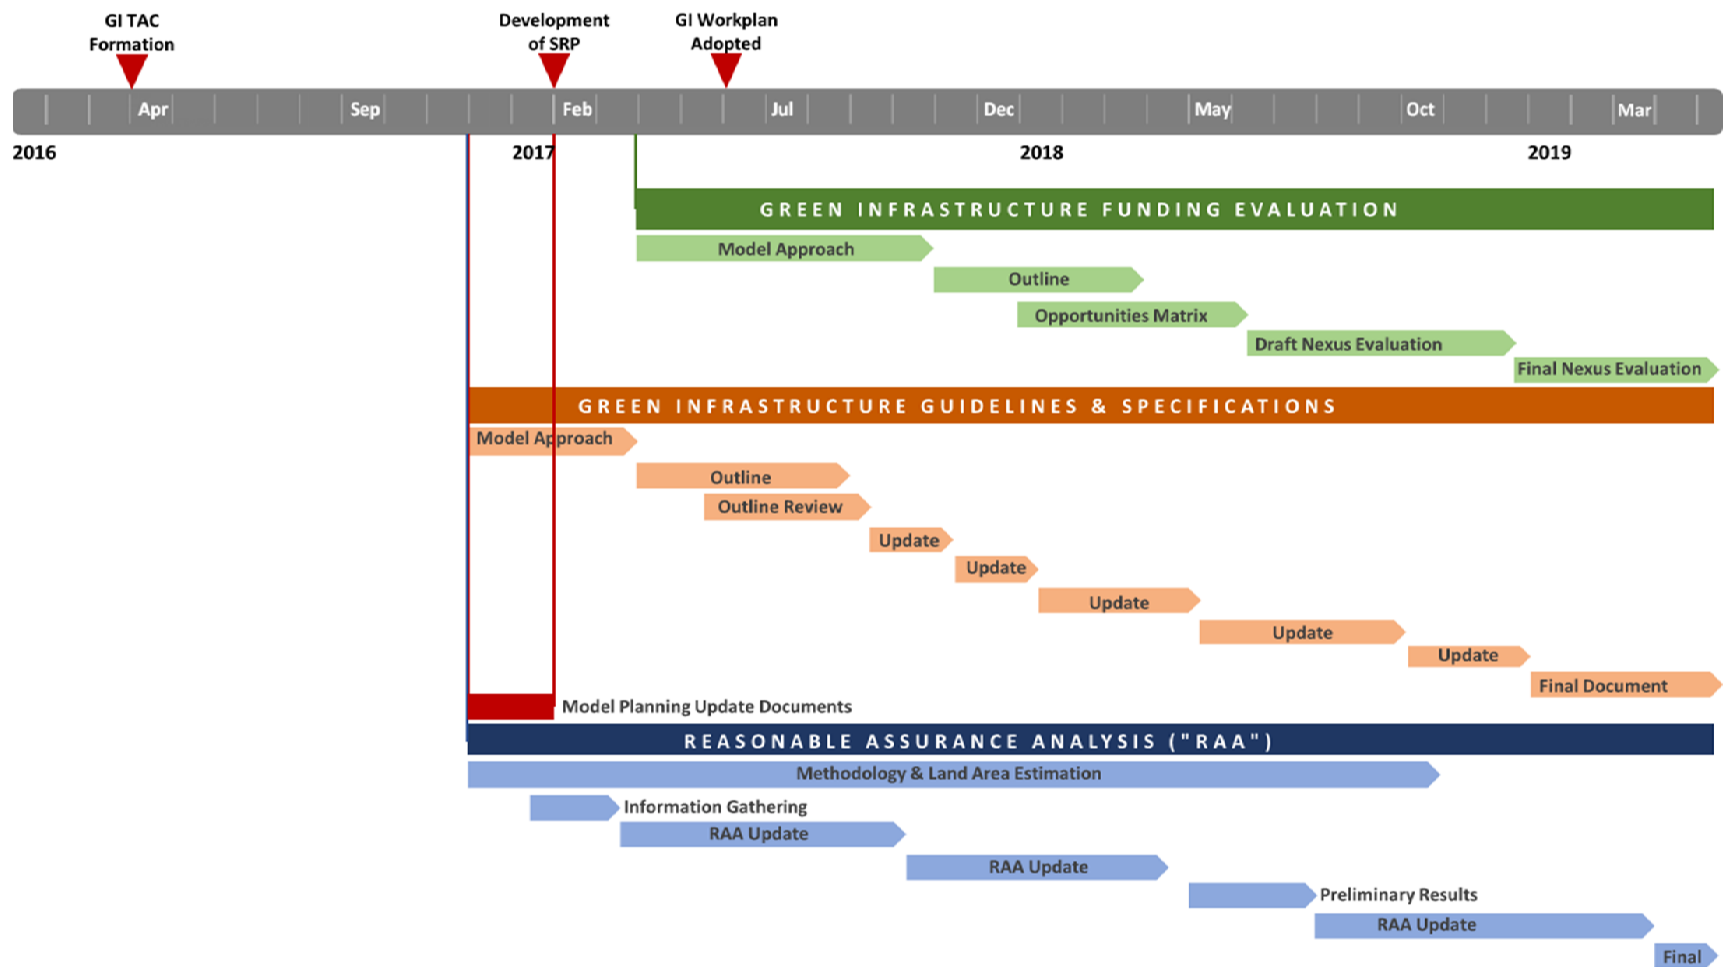 GI TAC
Formation
Development
of SRP
GI Workplan
Adopted
Apr Sep Feb Jul Dec May Oct Mar
2016 2017 2018 2019
GREEN INFRASTRUCTURE FUNDING EVALUATION
Model Approach
Outline
Opportunities Matrix
Draft Nexus Evaluation
Final Nexus Evaluation
GREEN INFRASTRUCTURE GUIDELINES & SPECIFICATIONS
Model Approach
Outline
Outline Review
Update
Update
Update
Update
Update
Final Document
Model Planning Update Documents
REASONABLE ASSURANCE ANALYSIS ("RAA")
Methodology & Land Area Estimation
Information Gathering
RAA Update
RAA Update
Preliminary Results
RAA Update
Final